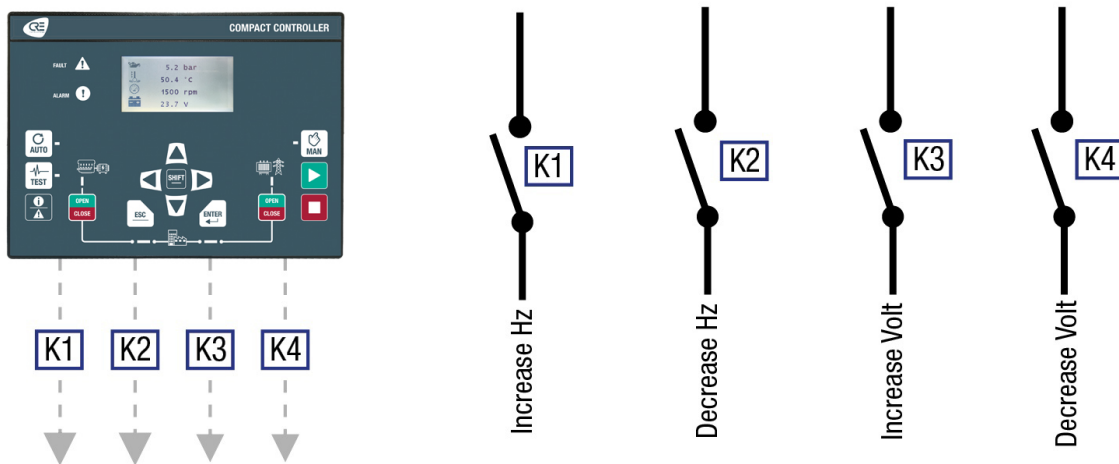 CRE
COMPACT CONTROLLER
FAULT
ALARM
5.2 bar
50.4 °C
1500 rpm
23.7 V
AUTO
MAN
TEST
SHIFT
OPEN
CLOSE
ESC
ENTER
OPEN
CLOSE
K1
K2
K3
K4
K1
Increase Hz
K2
Decrease Hz
K3
Increase Volt
K4
Decrease Volt